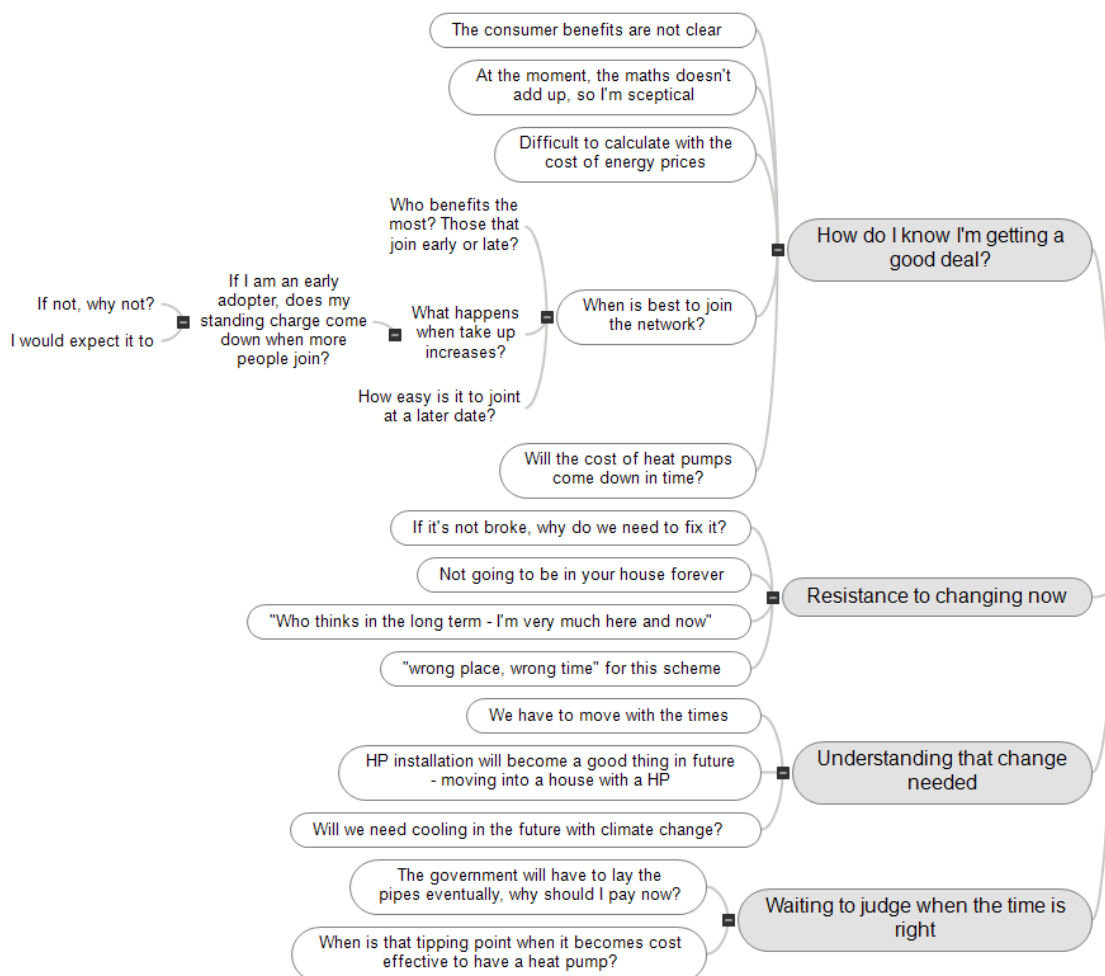 The consumer benefits are not clear
At the moment, the maths doesn't
add up, so I'm sceptical
Difficult to calculate with the
cost of energy prices
Who benefits the
most? Those that
join early or late?
How do I know I'm getting a
good deal?
If not, why not?
I would expect it to
If I am an early
adopter, does my
standing charge come
down when more
people join?
What happens
when take up
increases?
When is best to join
the network?
How easy is it to joint
at a later date?
Will the cost of heat pumps
come down in time?
If it's not broke, why do we need to fix it?
Not going to be in your house forever
"Who thinks in the long term - I'm very much here and now"
"wrong place, wrong time" for this scheme
Resistance to changing now
We have to move with the times
HP installation will become a good thing in future
- moving into a house with a HP
Will we need cooling in the future with climate change?
Understanding that change
needed
The government will have to lay the
pipes eventually, why should I pay now?
When is that tipping point when it becomes cost
effective to have a heat pump?
Waiting to judge when the time is
right